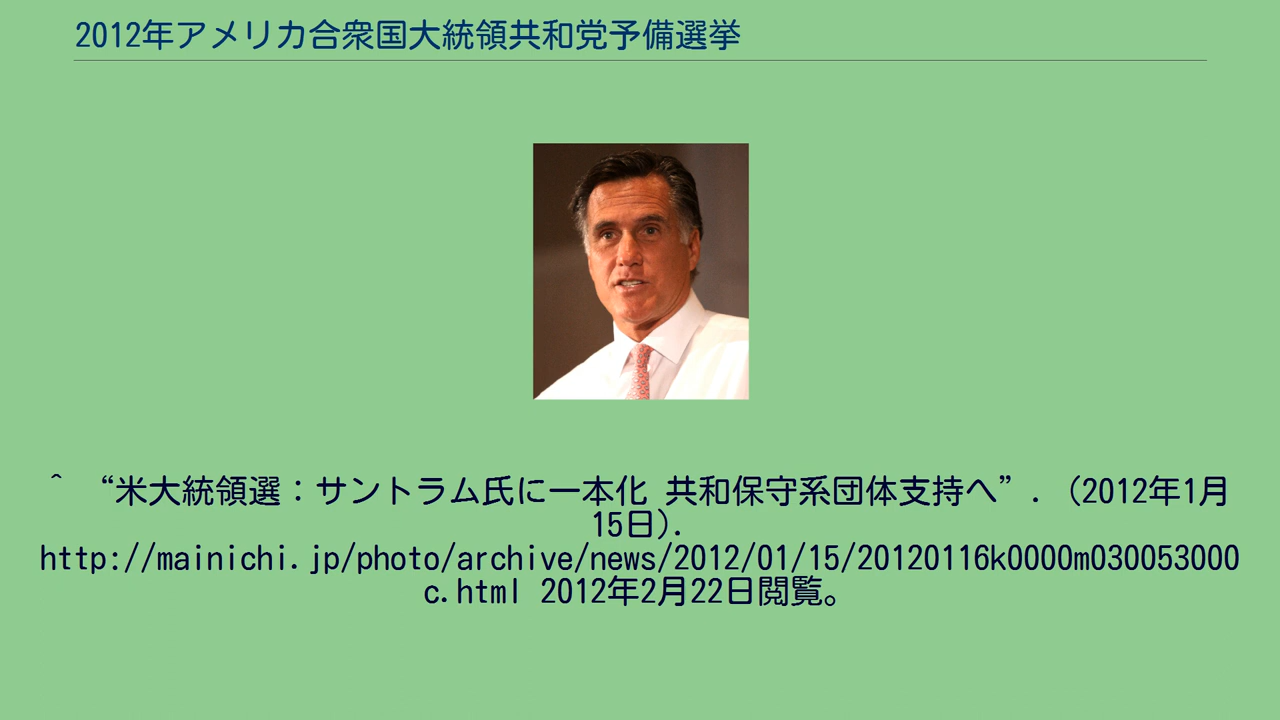 2012年アメリカ合衆国大統領共和党予備選挙
^ “米大統領選：サントラム氏に一本化 共和保守系団体支持へ”. (2012年1月
15日).
http://mainichi.jp/photo/archive/news/2012/01/15/20120116k0000m030053000
c.html 2012年2月22日閲覧。